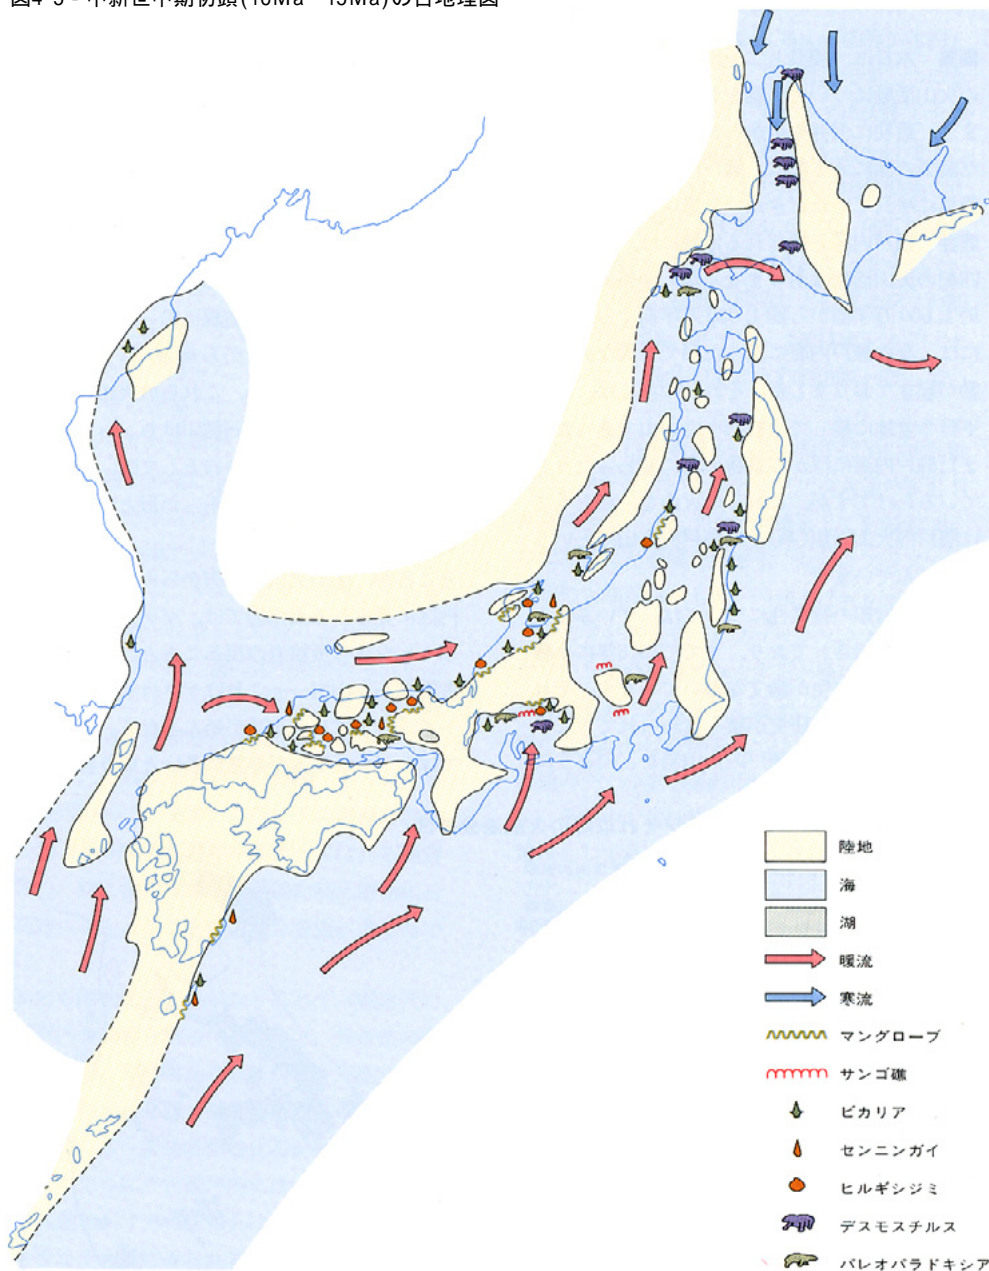 陸地
海
湖
暖流
寒流
マングローブ
サンゴ礁
ビカリア
センニンガイ
ヒルギシジミ
デスモスチルス
パレオパラドキシア